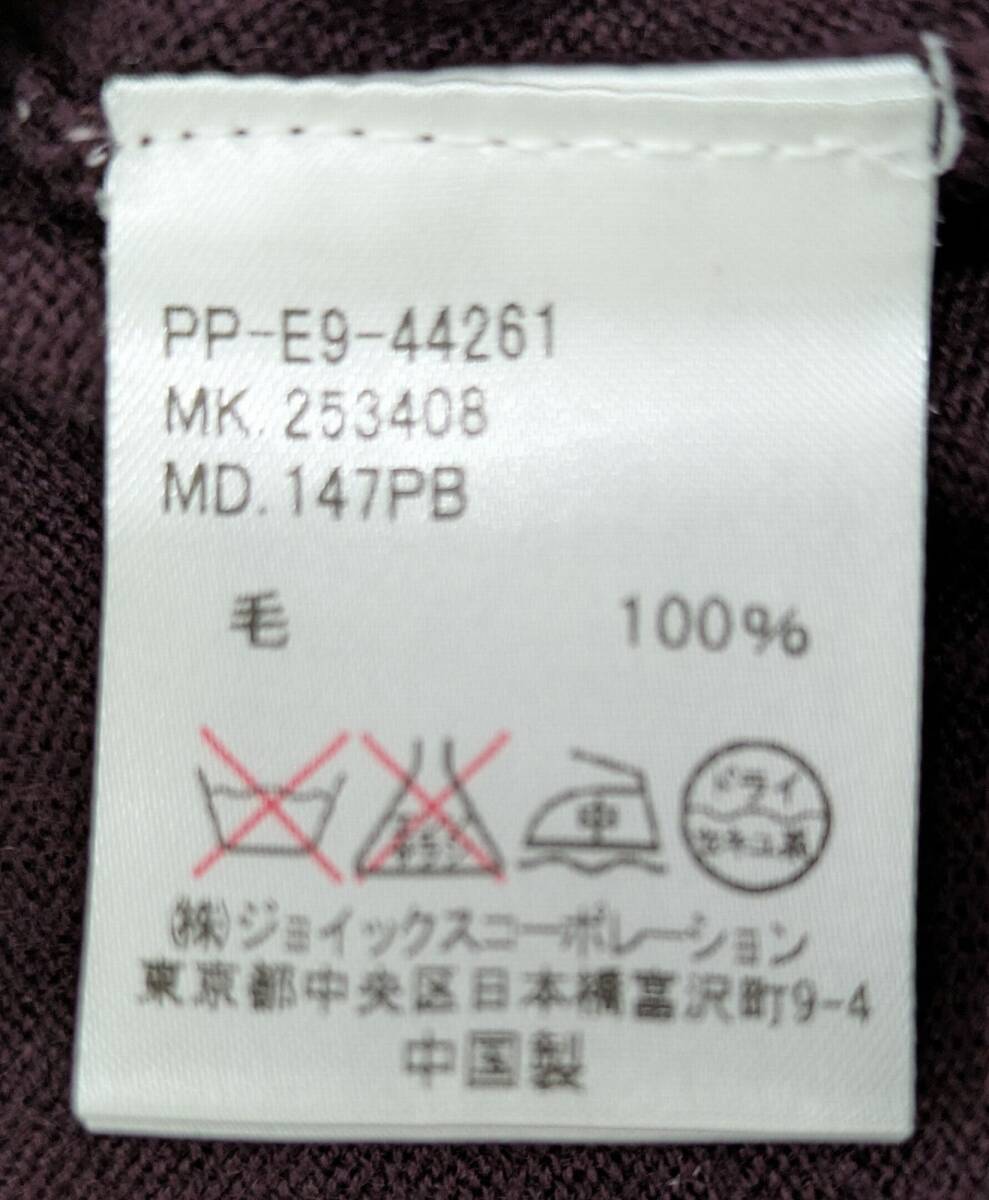 PP-E9-44261
MK. 253408
MD. 147PB
毛 100%
中
ドライ
セキユ系
㈱ジョイックスコーポレーション
東京都中央区日本橋富沢町9-4
中国製